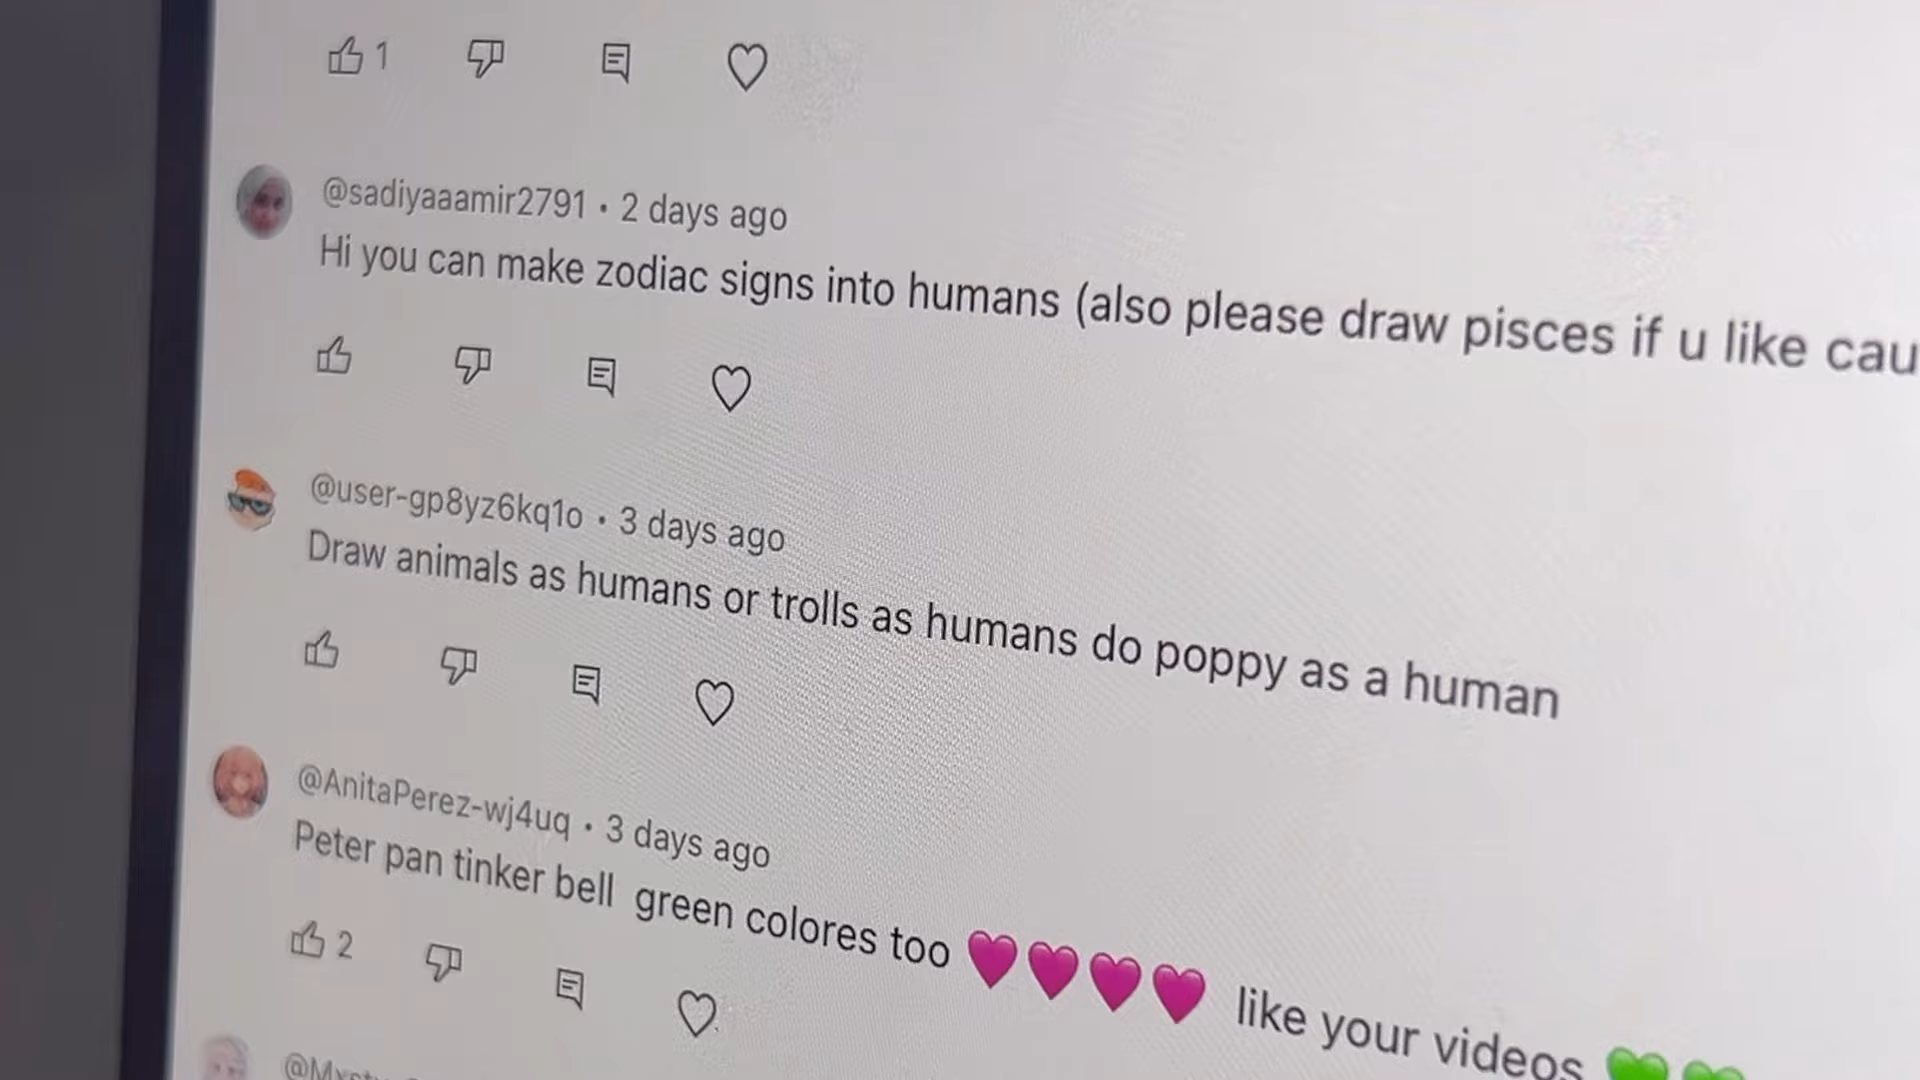 1
@sadiyaaamir2791 • 2 days ago
Hi you can make zodiac signs into humans (also please draw pisces if u like cau
@user-gp8yz6kq1o • 3 days ago
Draw animals as humans or trolls as humans do poppy as a human
@AnitaPerez-wj4uq • 3 days ago
Peter pan tinker bell green colores too 💗💗💗💗 like your videos 💚💚
2